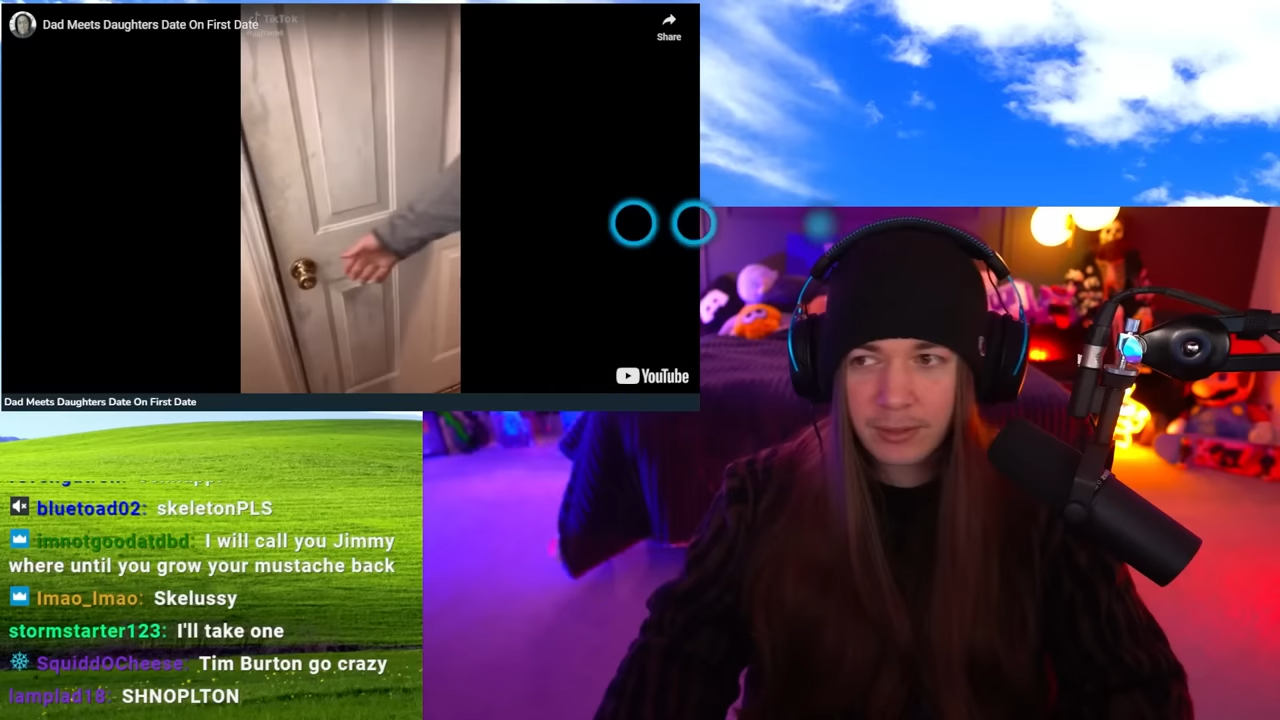 Dad Meets Daughters Date On First Date
TikTok
Share
YouTube
Dad Meets Daughters Date On First Date
bluetoad02: skeletonPLS
imnotgoodatdbd: I will call you Jimmy
where until you grow your mustache back
lmao_lmao: Skelussy
stormstarter123: I'll take one
SquiddOCheese: Tim Burton go crazy
lamplad18: SHNOPLTON